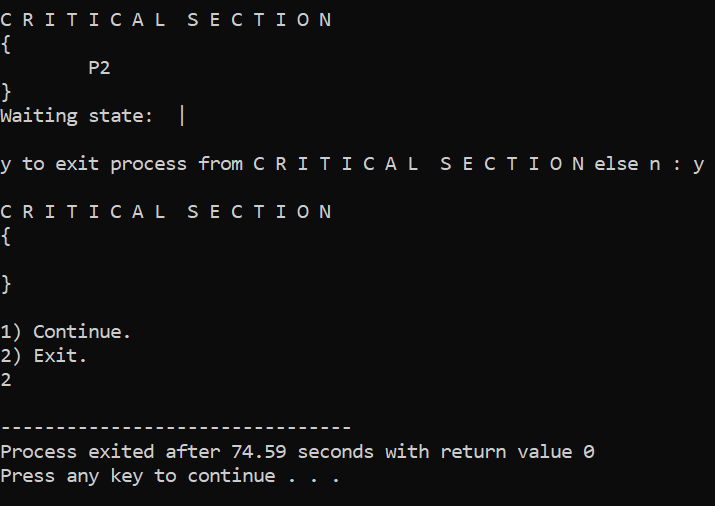 C R I T I C A L  S E C T I O N
{
        P2
}
Waiting state:  |
y to exit process from C R I T I C A L  S E C T I O N else n : y
C R I T I C A L  S E C T I O N
{
}
1) Continue.
2) Exit.
2
--------------------------------
Process exited after 74.59 seconds with return value 0
Press any key to continue . . .